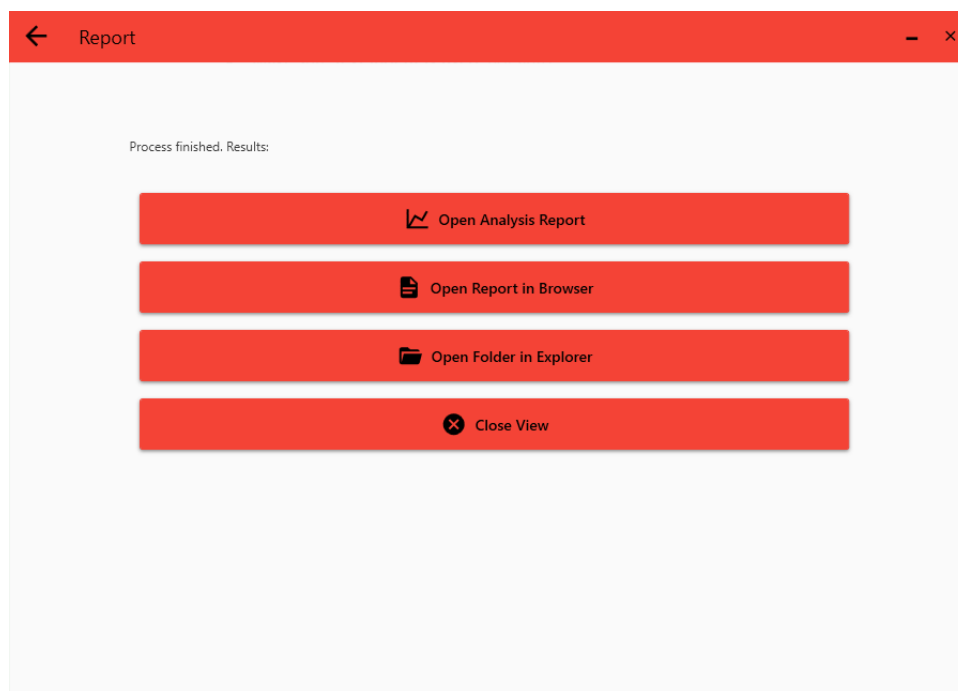 Report
Process finished. Results:
Open Analysis Report
Open Report in Browser
Open Folder in Explorer
Close View